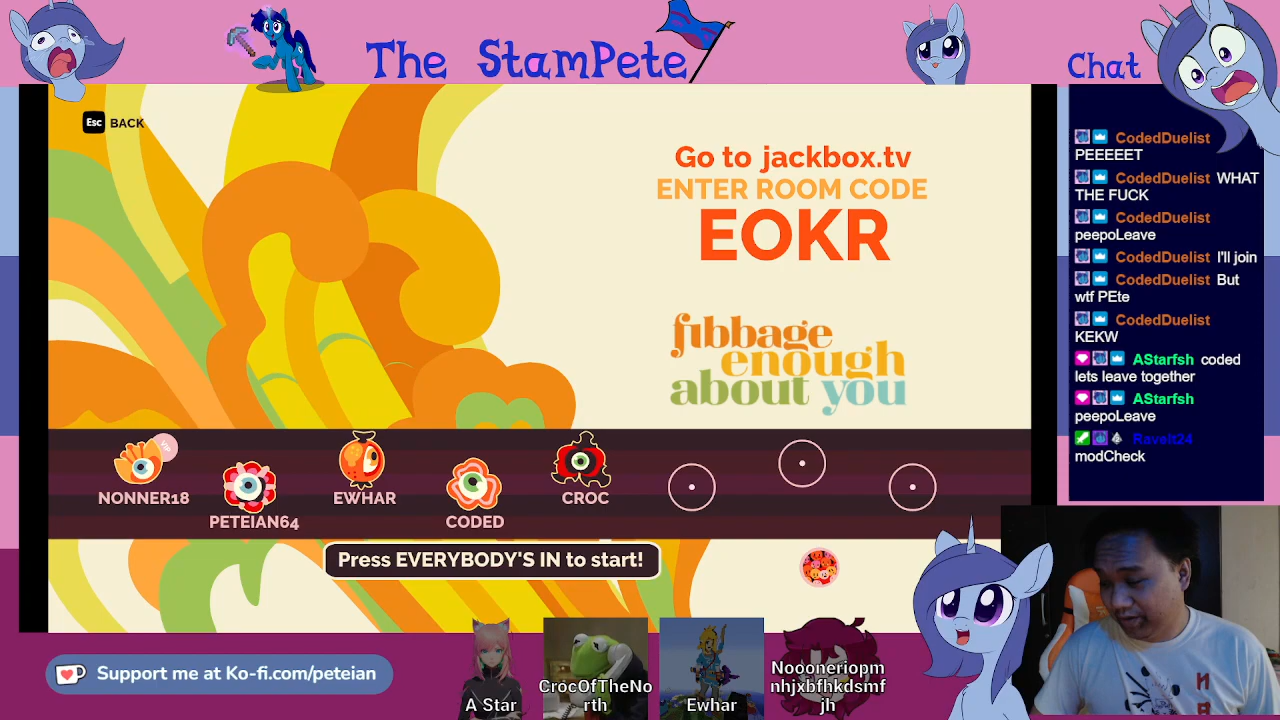 The StamPete
Chat
Esc BACK
Go to jackbox.tv
ENTER ROOM CODE
EOKR
fibbage
enough
about you
VIP
NONNER18
PETEIAN64
EWHAR
CODED
CROC
Press EVERYBODY'S IN to start!
CodedDuelist
PEEEEET
CodedDuelist WHAT
THE FUCK
CodedDuelist
peepoLeave
CodedDuelist I'll join
CodedDuelist But
wtf PEte
CodedDuelist
KEKW
AStarfsh coded
lets leave together
AStarfsh
peepoLeave
Ravelt24
modCheck
Support me at Ko-fi.com/peteian
A Star
CrocOfTheNo
rth
Ewhar
Noooneriopm
nhjxbfhkdsmf
jh